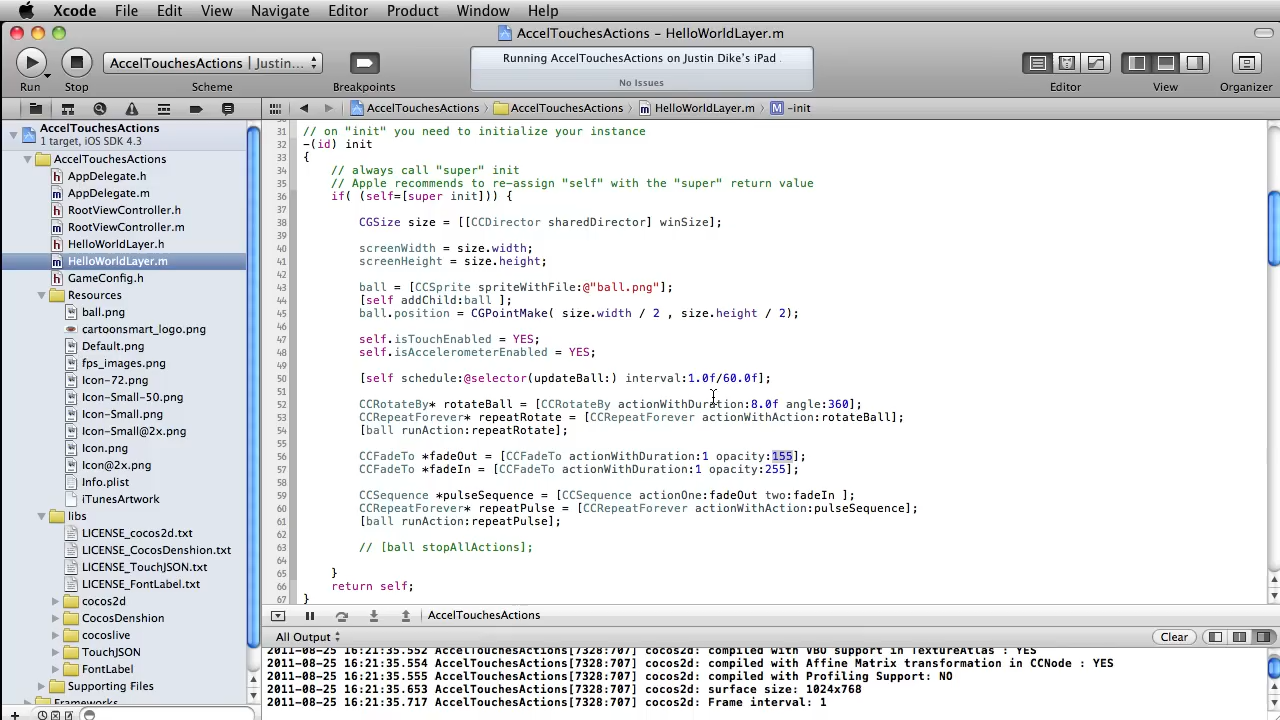 Xcode File Edit View Navigate Editor Product Window Help
AccelTouchesActions – HelloWorldLayer.m
AccelTouchesActions | Justin...
Running AccelTouchesActions on Justin Dike's iPad
No Issues
Run Stop Scheme Breakpoints Editor View Organizer
AccelTouchesActions HelloWorldLayer.m -init
AccelTouchesActions
1 target, iOS SDK 4.3
AccelTouchesActions
AppDelegate.h
AppDelegate.m
RootViewController.h
RootViewController.m
HelloWorldLayer.h
HelloWorldLayer.m
GameConfig.h
Resources
ball.png
cartoonsmart_logo.png
Default.png
fps_images.png
Icon-72.png
Icon-Small-50.png
Icon-Small.png
Icon-Small@2x.png
Icon.png
Icon@2x.png
Info.plist
iTunesArtwork
libs
LICENSE_cocos2d.txt
LICENSE_CocosDenshion.txt
LICENSE_TouchJSON.txt
LICENSE_FontLabel.txt
cocos2d
CocosDenshion
cocoslive
TouchJSON
FontLabel
Supporting Files
Frameworks
31 // on "init" you need to initialize your instance
32 -(id) init
33 {
34 // always call "super" init
35 // Apple recommends to re-assign "self" with the "super" return value
36 if( (self=[super init])) {
37
38 CGSize size = [[CCDirector sharedDirector] winSize];
39
40 screenWidth = size.width;
41 screenHeight = size.height;
42
43 ball = [CCSprite spriteWithFile:@"ball.png"];
44 [self addChild:ball ];
45 ball.position = CGPointMake( size.width / 2 , size.height / 2);
46
47 self.isTouchEnabled = YES;
48 self.isAccelerometerEnabled = YES;
49
50 [self schedule:@selector(updateBall:) interval:1.0f/60.0f];
51
52 CCRotateBy* rotateBall = [CCRotateBy actionWithDuration:8.0f angle:360];
53 CCRepeatForever* repeatRotate = [CCRepeatForever actionWithAction:rotateBall];
54 [ball runAction:repeatRotate];
55
56 CCFadeTo *fadeOut = [CCFadeTo actionWithDuration:1 opacity:155];
57 CCFadeTo *fadeIn = [CCFadeTo actionWithDuration:1 opacity:255];
58
59 CCSequence *pulseSequence = [CCSequence actionOne:fadeOut two:fadeIn ];
60 CCRepeatForever* repeatPulse = [CCRepeatForever actionWithAction:pulseSequence];
61 [ball runAction:repeatPulse];
62
63 // [ball stopAllActions];
64
65 }
66 return self;
67 }
AccelTouchesActions
All Output Clear
2011-08-25 16:21:35.552 AccelTouchesActions[7328:707] cocos2d: compiled with VBO support in TextureAtlas : YES
2011-08-25 16:21:35.554 AccelTouchesActions[7328:707] cocos2d: compiled with Affine Matrix transformation in CCNode : YES
2011-08-25 16:21:35.555 AccelTouchesActions[7328:707] cocos2d: compiled with Profiling Support: NO
2011-08-25 16:21:35.653 AccelTouchesActions[7328:707] cocos2d: surface size: 1024x768
2011-08-25 16:21:35.717 AccelTouchesActions[7328:707] cocos2d: Frame interval: 1